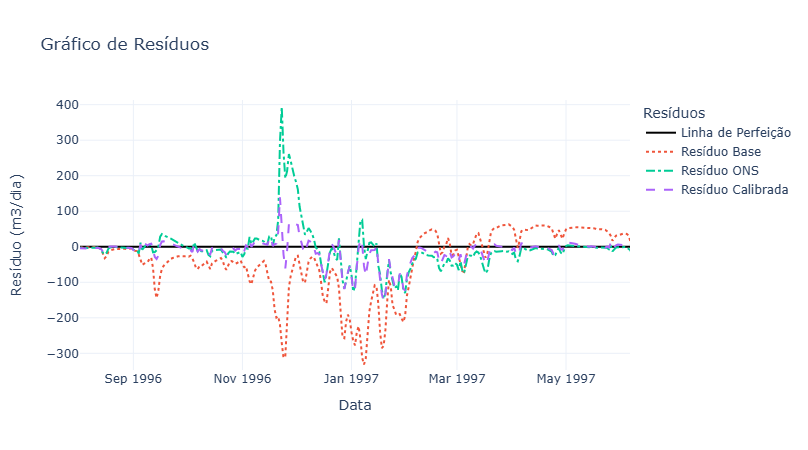 Gráfico de Resíduos
Resíduos
Linha de Perfeição
Resíduo Base
Resíduo ONS
Resíduo Calibrada
Resíduo (m3/dia)
400
300
200
100
0
−100
−200
−300
Sep 1996
Nov 1996
Jan 1997
Mar 1997
May 1997
Data